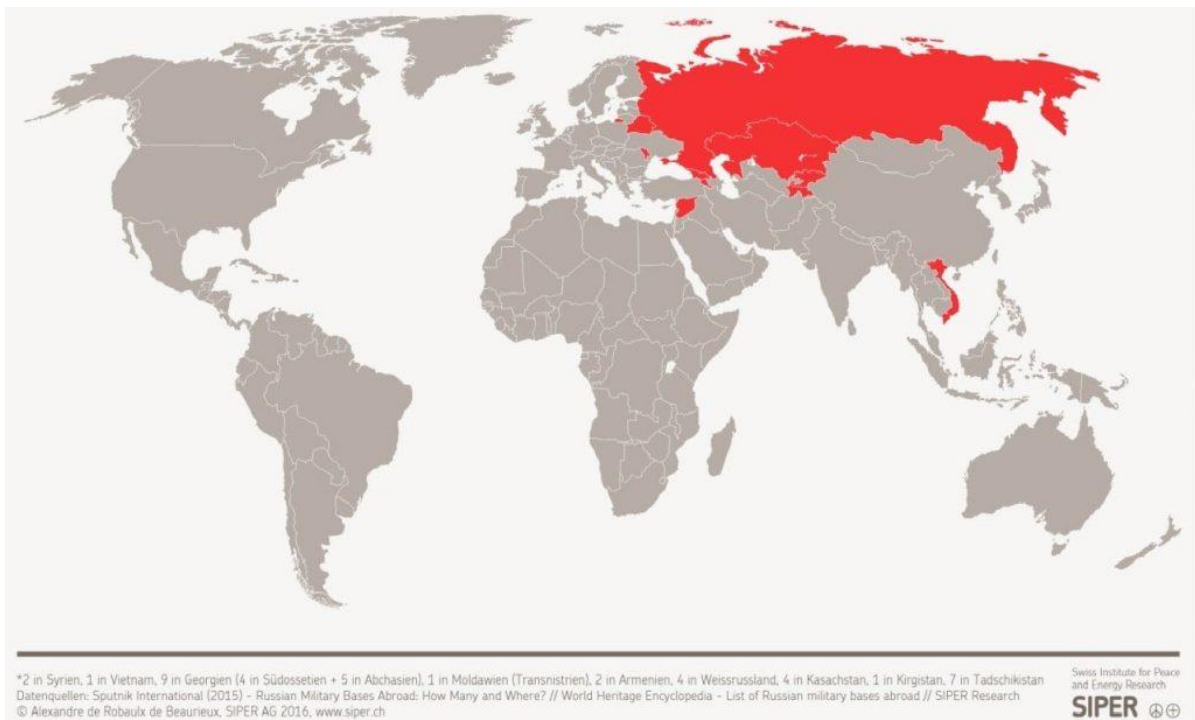 *2 in Syrien, 1 in Vietnam, 9 in Georgien (4 in Südossetien + 5 in Abchasien), 1 in Moldawien (Transnistrien), 2 in Armenien, 4 in Weissrussland, 4 in Kasachstan, 1 in Kirgistan, 7 in Tadschikistan
Datenquellen: Sputnik International (2015) - Russian Military Bases Abroad: How Many and Where? // World Heritage Encyclopedia - List of Russian military bases abroad // SIPER Research
© Alexandre de Robaulx de Beaurieux, SIPER AG 2016, www.siper.ch
Swiss Institute for Peace
and Energy Research
SIPER